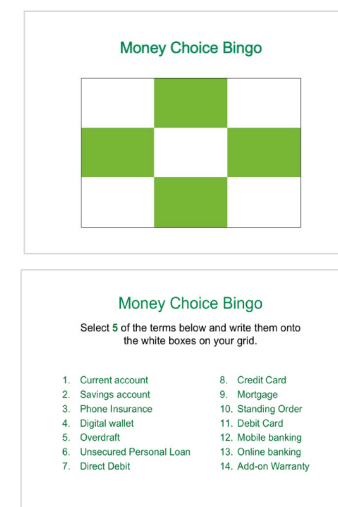 Money Choice Bingo
Money Choice Bingo
Select 5 of the terms below and write them onto
the white boxes on your grid.
1. Current account
2. Savings account
3. Phone Insurance
4. Digital wallet
5. Overdraft
6. Unsecured Personal Loan
7. Direct Debit
8. Credit Card
9. Mortgage
10. Standing Order
11. Debit Card
12. Mobile banking
13. Online banking
14. Add-on Warranty